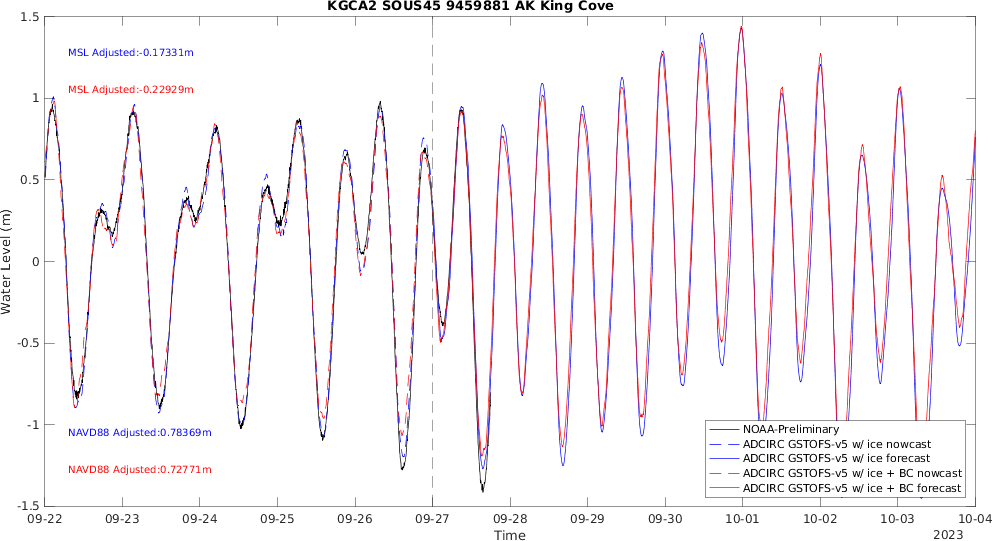 KGCA2 SOUS45 9459881 AK King Cove
1.5
1
0.5
0
-0.5
-1
-1.5
Water Level (m)
MSL Adjusted:-0.17331m
MSL Adjusted:-0.22929m
NAVD88 Adjusted:0.78369m
NAVD88 Adjusted:0.72771m
NOAA-Preliminary
ADCIRC GSTOFS-v5 w/ ice nowcast
ADCIRC GSTOFS-v5 w/ ice forecast
ADCIRC GSTOFS-v5 w/ ice + BC nowcast
ADCIRC GSTOFS-v5 w/ ice + BC forecast
09-22 09-23 09-24 09-25 09-26 09-27 09-28 09-29 09-30 10-01 10-02 10-03 10-04
Time
2023